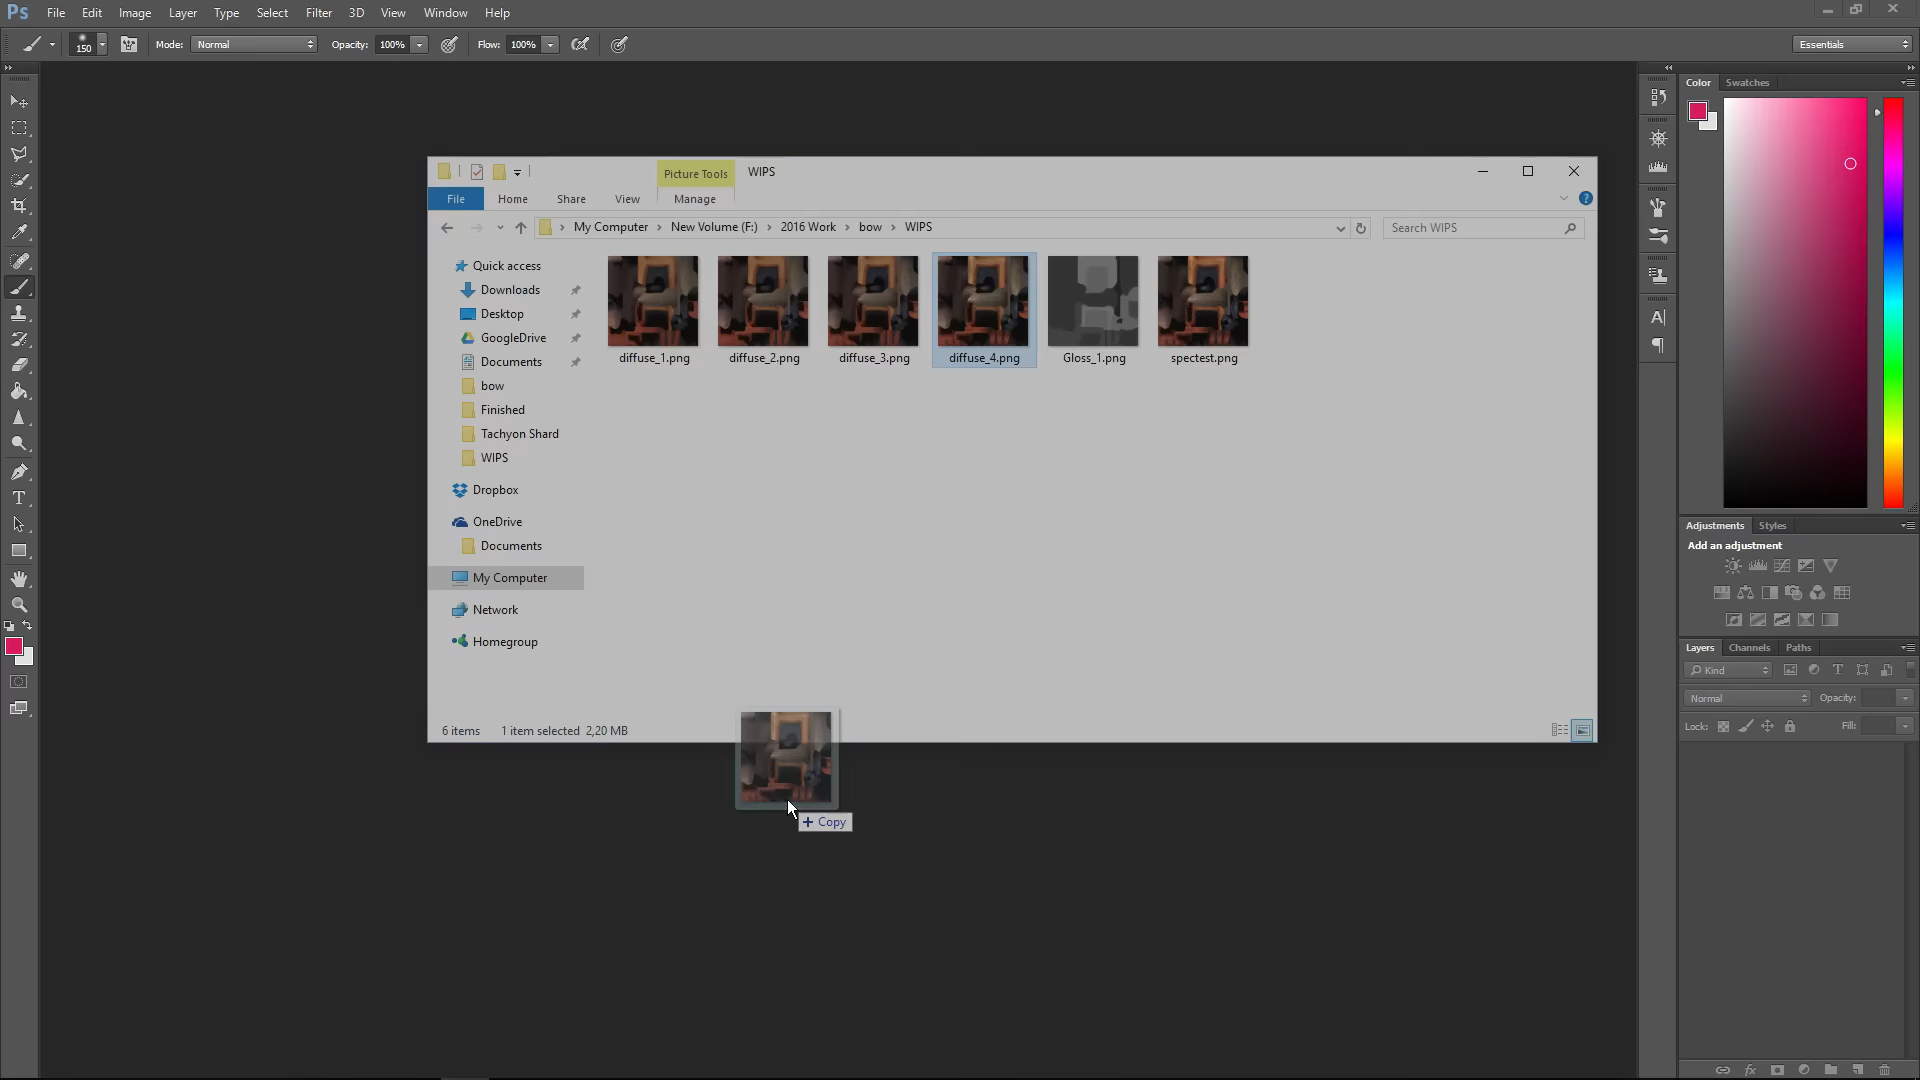 Ps File Edit Image Layer Type Select Filter 3D View Window Help
150 Mode: Normal Opacity: 100% Flow: 100% Essentials
Color Swatches
Picture Tools WIPS
File Home Share View Manage
My Computer New Volume (F:) 2016 Work bow WIPS Search WIPS
Quick access
Downloads
Desktop
GoogleDrive
Documents
bow
Finished
Tachyon Shard
WIPS
Dropbox
OneDrive
Documents
My Computer
Network
Homegroup
diffuse_1.png diffuse_2.png diffuse_3.png diffuse_4.png Gloss_1.png spectest.png
6 items 1 item selected 2,20 MB
+ Copy
Adjustments Styles
Add an adjustment
Layers Channels Paths
Kind
Normal Opacity:
Lock: Fill: